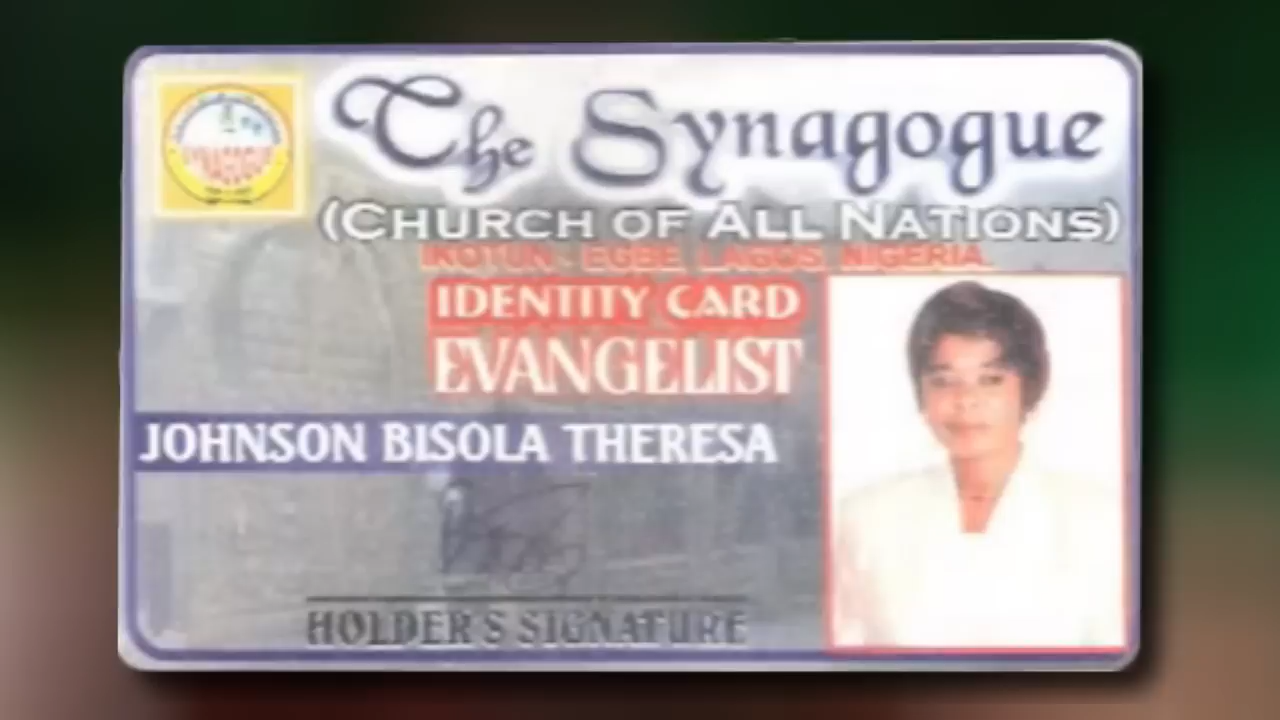 The Synagogue
(CHURCH OF ALL NATIONS)
IKOTUN - EGBE, LAGOS, NIGERIA.
IDENTITY CARD
EVANGELIST
JOHNSON BISOLA THERESA
HOLDER'S SIGNATURE